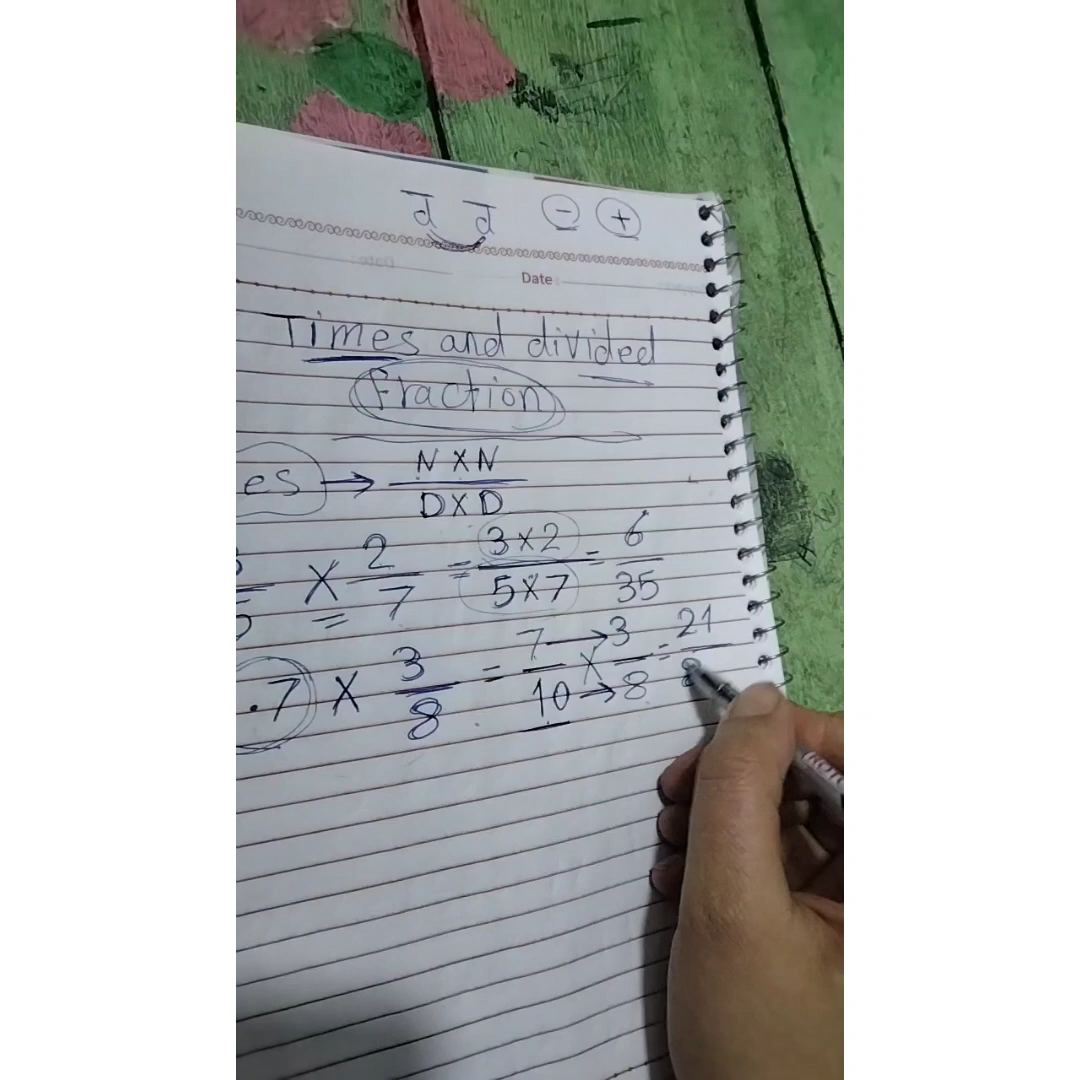 व व - +
Date
Times and divided
fraction
es → N X N / D X D
X 2/7 = 3 x 2 / 5 x 7 = 6/35
.7 X 3/8 = 7/10 → X → 3/8 = 21/8